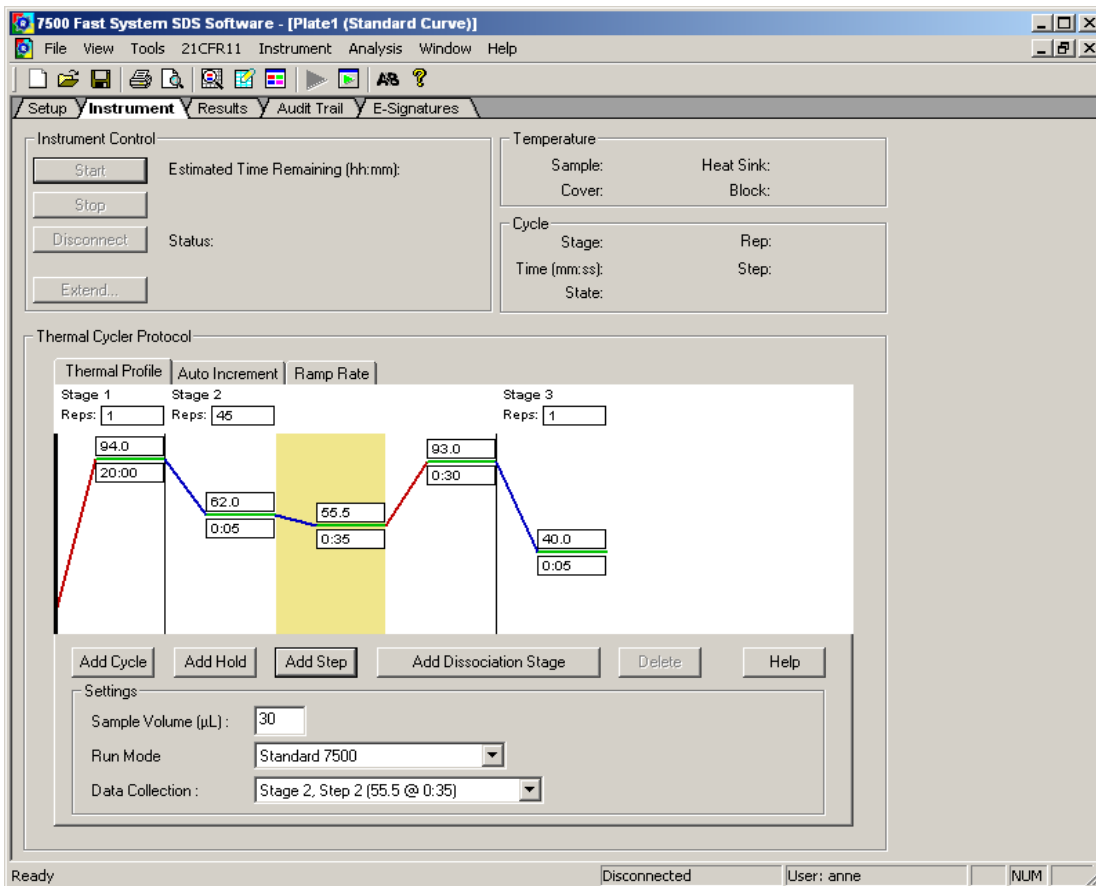 7500 Fast System SDS Software - [Plate1 (Standard Curve)]
File View Tools 21CFR11 Instrument Analysis Window Help
Setup Instrument Results Audit Trail E-Signatures
Instrument Control
Start
Estimated Time Remaining (hh:mm):
Stop
Disconnect
Status:
Extend...
Temperature
Sample: Heat Sink:
Cover: Block:
Cycle
Stage: Rep:
Time (mm:ss): Step:
State:
Thermal Cycler Protocol
Thermal Profile Auto Increment Ramp Rate
Stage 1 Stage 2 Stage 3
Reps: 1 Reps: 45 Reps: 1
94.0
20:00
62.0
0:05
55.5
0:35
93.0
0:30
40.0
0:05
Add Cycle Add Hold Add Step Add Dissociation Stage Delete Help
Settings
Sample Volume (µL) : 30
Run Mode Standard 7500
Data Collection : Stage 2, Step 2 (55.5 @ 0:35)
Ready Disconnected User: anne NUM